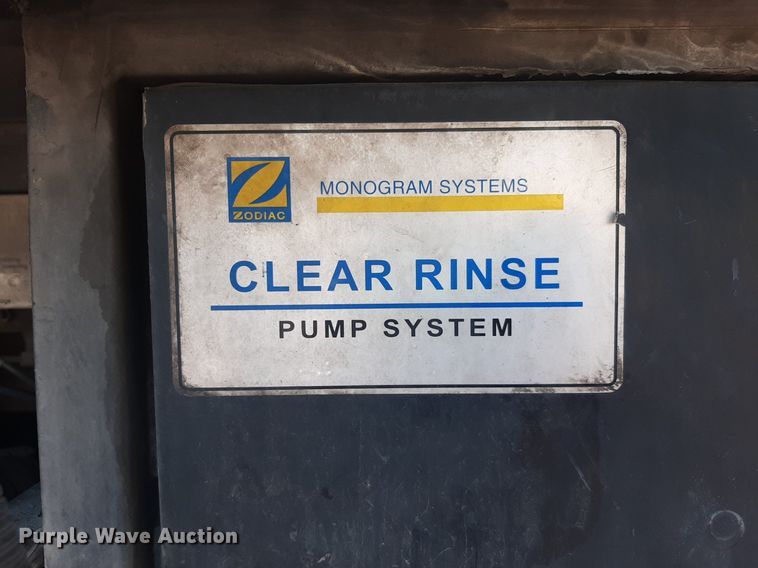 ZODIAC
MONOGRAM SYSTEMS
CLEAR RINSE
PUMP SYSTEM
Purple Wave Auction